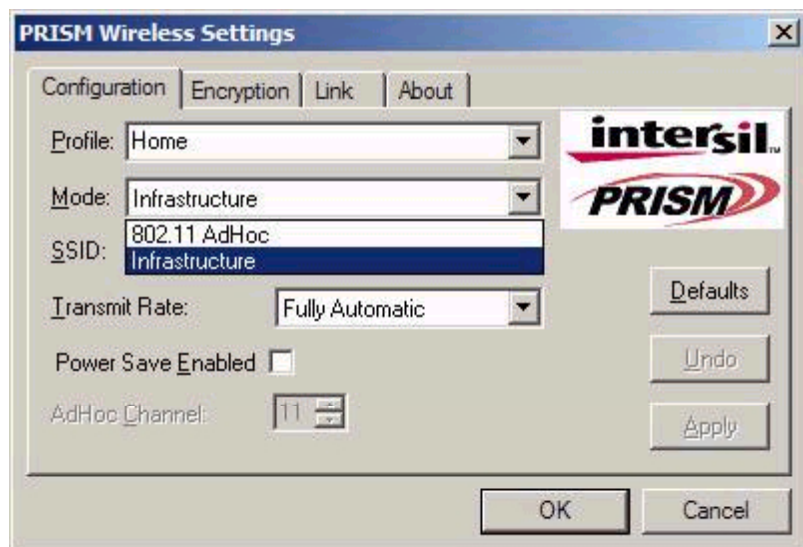 PRISM Wireless Settings
Configuration Encryption Link About
Profile: Home
intersil™
PRISM
Mode: Infrastructure
802.11 AdHoc
Infrastructure
SSID:
Transmit Rate: Fully Automatic
Defaults
Power Save Enabled
Undo
AdHoc Channel: 11
Apply
OK Cancel